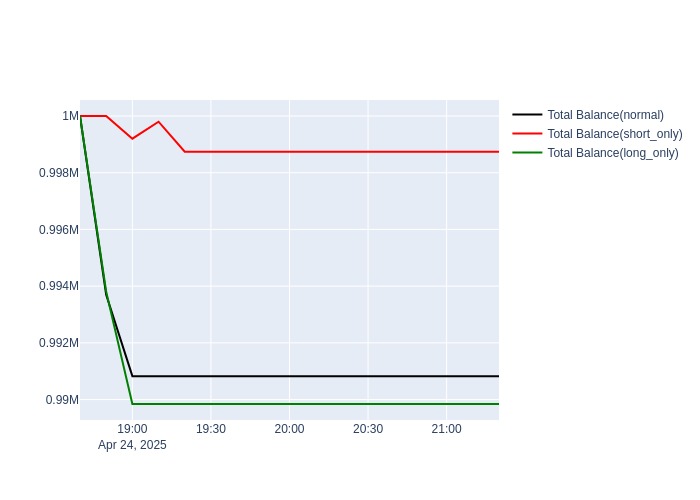 1M
0.998M
0.996M
0.994M
0.992M
0.99M
19:00
19:30
20:00
20:30
21:00
Apr 24, 2025
Total Balance(normal)
Total Balance(short_only)
Total Balance(long_only)